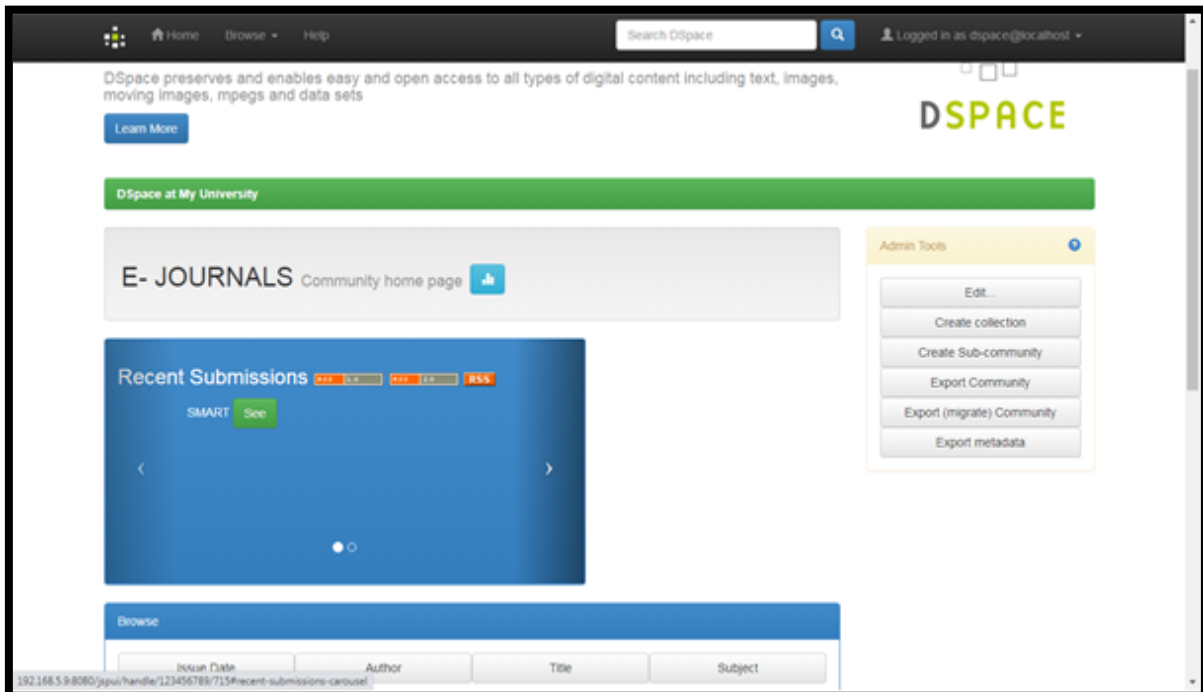 Home Browse Help Search DSpace Logged in as dspace@localhost
DSpace preserves and enables easy and open access to all types of digital content including text, images,
moving images, mpegs and data sets
Learn More
DSPACE
DSpace at My University
E- JOURNALS Community home page
Admin Tools
Edit...
Create collection
Create Sub-community
Export Community
Export (migrate) Community
Export metadata
Recent Submissions RSS
SMART See
Browse
Issue Date Author Title Subject
192.168.5.9:8080/jspui/handle/123456789/715#recent-submissions-carousel